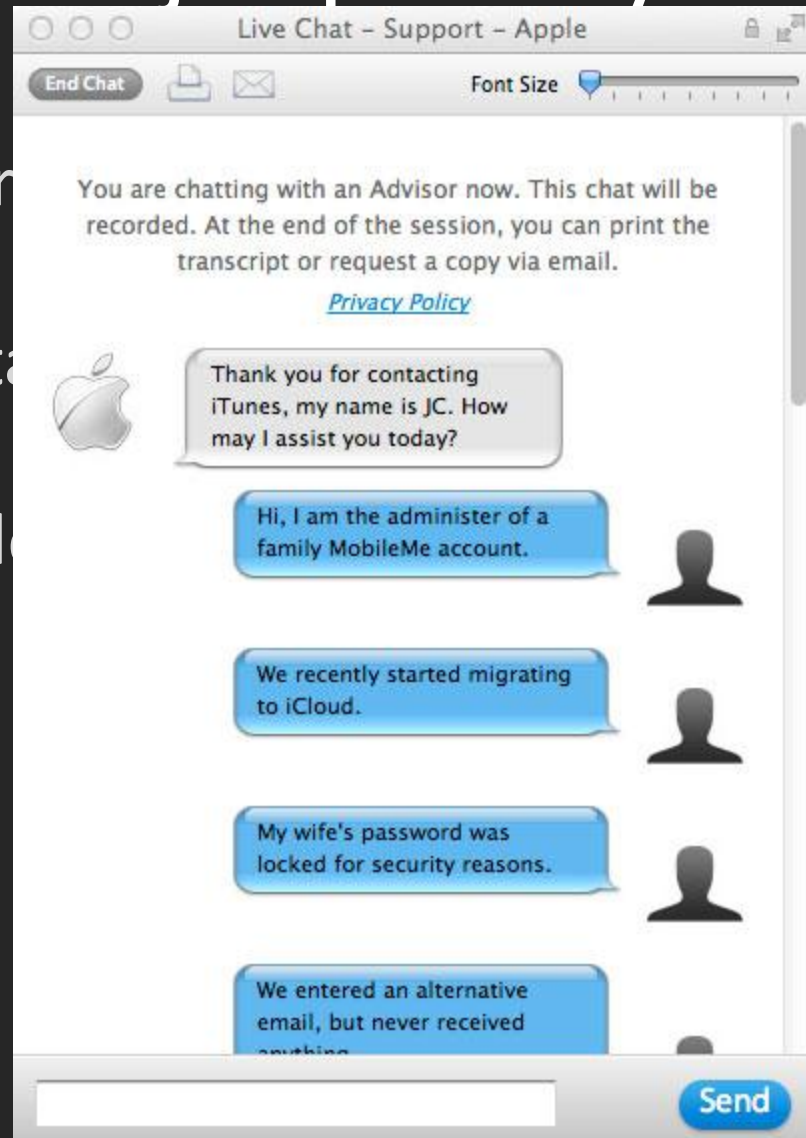 Live Chat – Support – Apple
End Chat
Font Size
You are chatting with an Advisor now. This chat will be
recorded. At the end of the session, you can print the
transcript or request a copy via email.
Privacy Policy
Thank you for contacting
iTunes, my name is JC. How
may I assist you today?
Hi, I am the administer of a
family MobileMe account.
We recently started migrating
to iCloud.
My wife's password was
locked for security reasons.
We entered an alternative
email, but never received
anything
Send